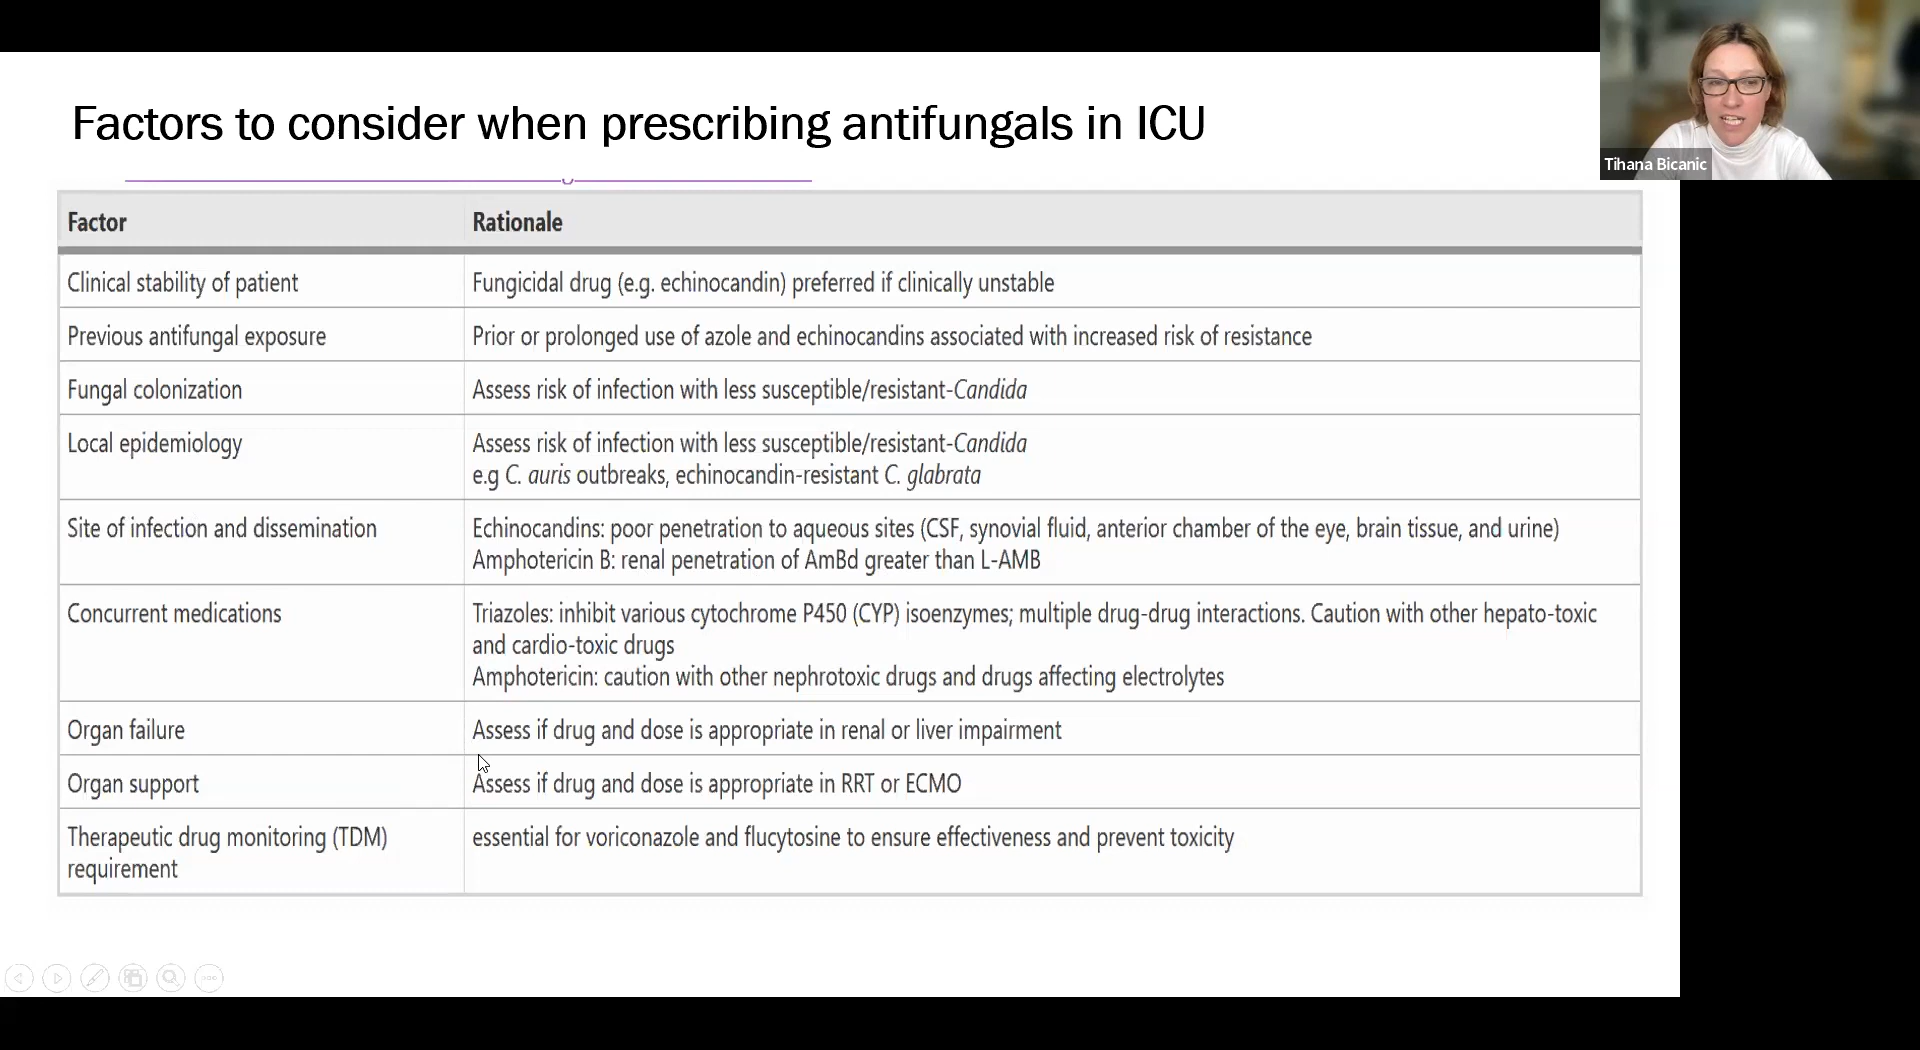 Factors to consider when prescribing antifungals in ICU
Tihana Bicanic
Factor Rationale
Clinical stability of patient Fungicidal drug (e.g. echinocandin) preferred if clinically unstable
Previous antifungal exposure Prior or prolonged use of azole and echinocandins associated with increased risk of resistance
Fungal colonization Assess risk of infection with less susceptible/resistant-Candida
Local epidemiology Assess risk of infection with less susceptible/resistant-Candida
e.g C. auris outbreaks, echinocandin-resistant C. glabrata
Site of infection and dissemination Echinocandins: poor penetration to aqueous sites (CSF, synovial fluid, anterior chamber of the eye, brain tissue, and urine)
Amphotericin B: renal penetration of AmBd greater than L-AMB
Concurrent medications Triazoles: inhibit various cytochrome P450 (CYP) isoenzymes; multiple drug-drug interactions. Caution with other hepato-toxic
and cardio-toxic drugs
Amphotericin: caution with other nephrotoxic drugs and drugs affecting electrolytes
Organ failure Assess if drug and dose is appropriate in renal or liver impairment
Organ support Assess if drug and dose is appropriate in RRT or ECMO
Therapeutic drug monitoring (TDM) essential for voriconazole and flucytosine to ensure effectiveness and prevent toxicity
requirement